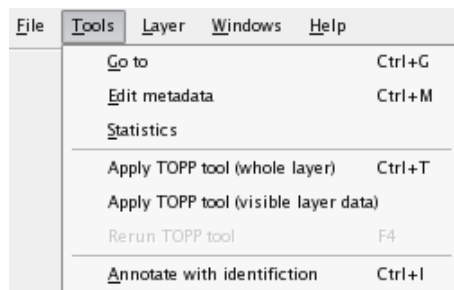 File Tools Layer Windows Help
Go to Ctrl+G
Edit metadata Ctrl+M
Statistics
Apply TOPP tool (whole layer) Ctrl+T
Apply TOPP tool (visible layer data)
Rerun TOPP tool F4
Annotate with identifiction Ctrl+I